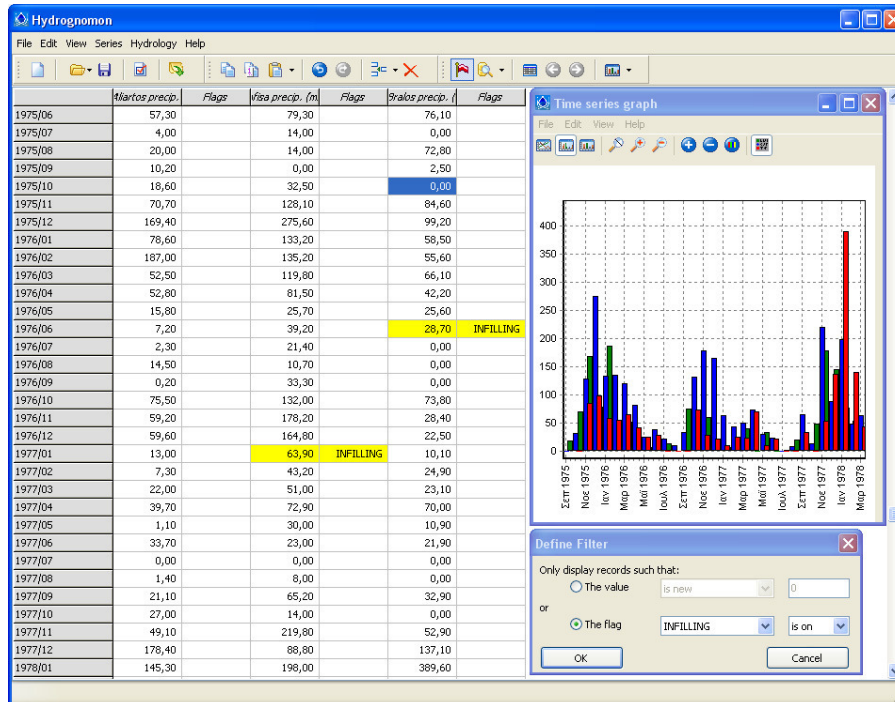 Hydrognomon
File Edit View Series Hydrology Help
Aliartos precip. Flags Flags Flags
1975/06 57,30 79,30 76,10
1975/07 4,00 14,00 0,00
1975/08 20,00 14,00 72,80
1975/09 10,20 0,00 2,50
1975/10 18,60 32,50 0,00
1975/11 70,70 128,10 84,60
1975/12 169,40 275,60 99,20
1976/01 78,60 133,20 58,50
1976/02 187,00 135,20 55,60
1976/03 52,50 119,80 66,10
1976/04 52,80 81,50 42,20
1976/05 15,80 25,70 25,60
1976/06 7,20 39,20 28,70 INFILLING
1976/07 2,30 21,40 0,00
1976/08 14,50 10,70 0,00
1976/09 0,20 33,30 0,00
1976/10 75,50 132,00 73,80
1976/11 59,20 178,20 28,40
1976/12 59,60 164,80 22,50
1977/01 13,00 63,90 INFILLING 10,10
1977/02 7,30 43,20 24,90
1977/03 22,00 51,00 23,10
1977/04 39,70 72,90 70,00
1977/05 1,10 30,00 10,90
1977/06 33,70 23,00 21,90
1977/07 0,00 0,00 0,00
1977/08 1,40 8,00 0,00
1977/09 21,10 65,20 32,90
1977/10 27,00 14,00 0,00
1977/11 49,10 219,80 52,90
1977/12 178,40 88,80 137,10
1978/01 145,30 198,00 389,60
Time series graph
File Edit View Help
400
350
300
250
200
150
100
50
0
Σεπ 1975
Νοε 1975
Ιαν 1976
Μαρ 1976
Μαϊ 1976
Ιουλ 1976
Σεπ 1976
Νοε 1976
Ιαν 1977
Μαρ 1977
Μαϊ 1977
Ιουλ 1977
Σεπ 1977
Νοε 1977
Ιαν 1978
Μαρ 1978
Define Filter
Only display records such that:
The value is new 0
or
The flag INFILLING is on
OK Cancel